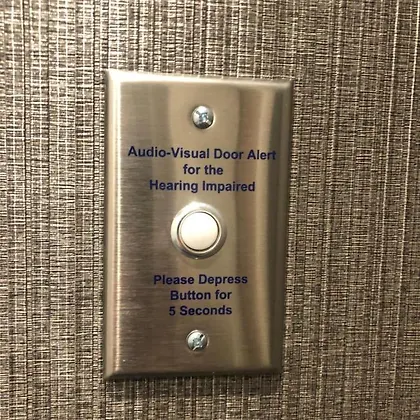 Audio-Visual Door Alert
for the
Hearing Impaired
Please Depress
Button for
5 Seconds